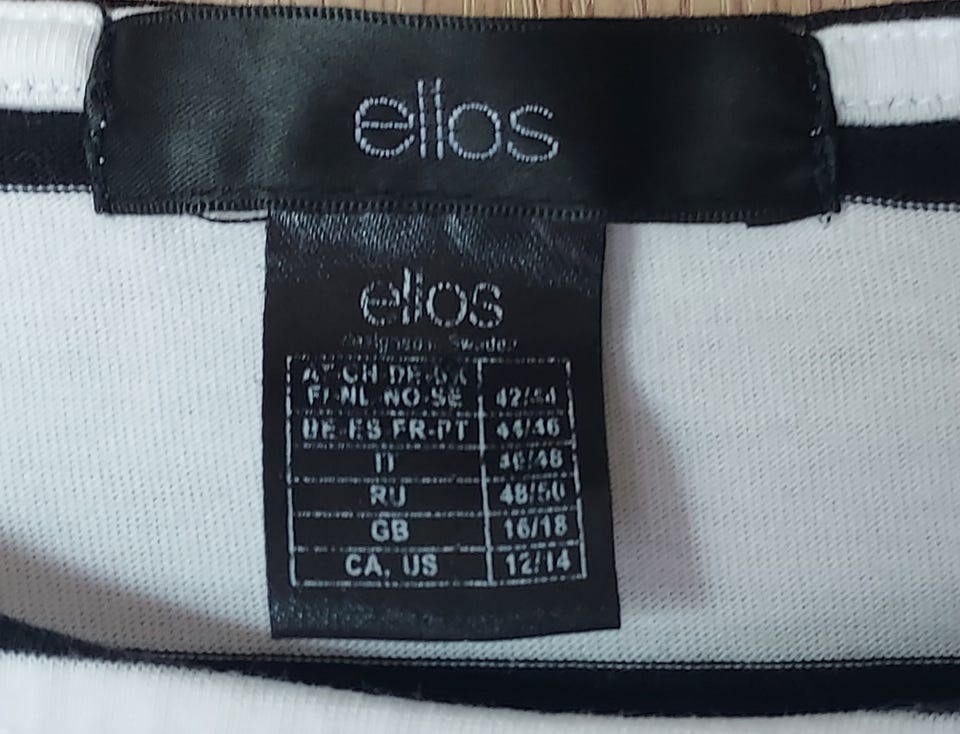 ellos
ellos
Sweden
AT-CH-DE-DK
FI-NL-NO-SE 42/44
BE-ES-FR-PT 44/46
IT 46/48
RU 48/50
GB 16/18
CA, US 12/14